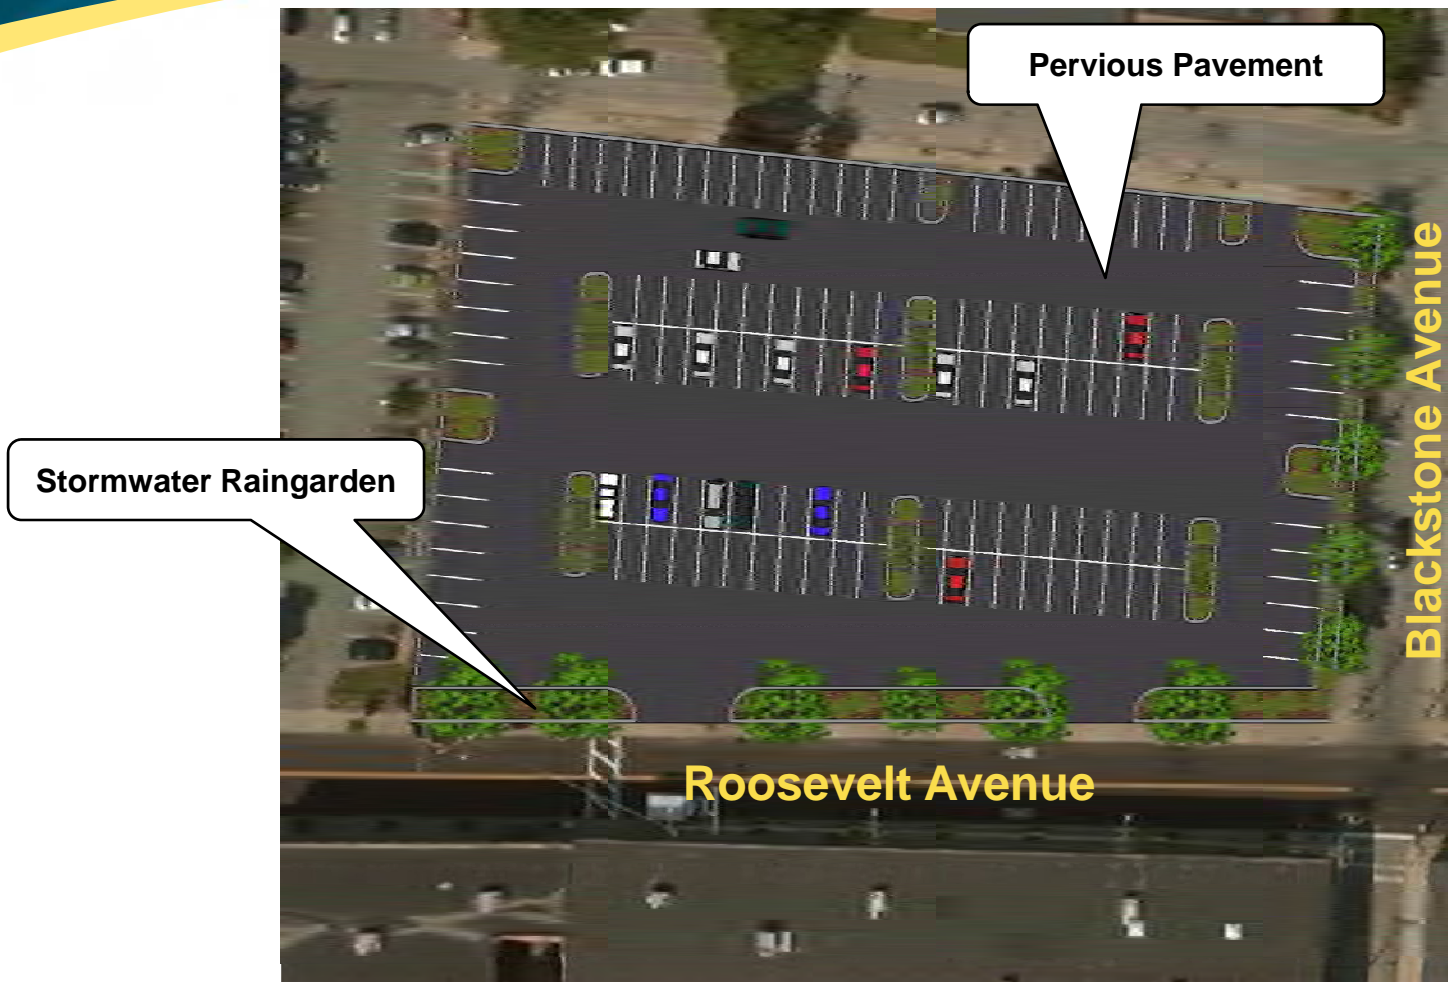 Pervious Pavement
Stormwater Raingarden
Blackstone Avenue
Roosevelt Avenue